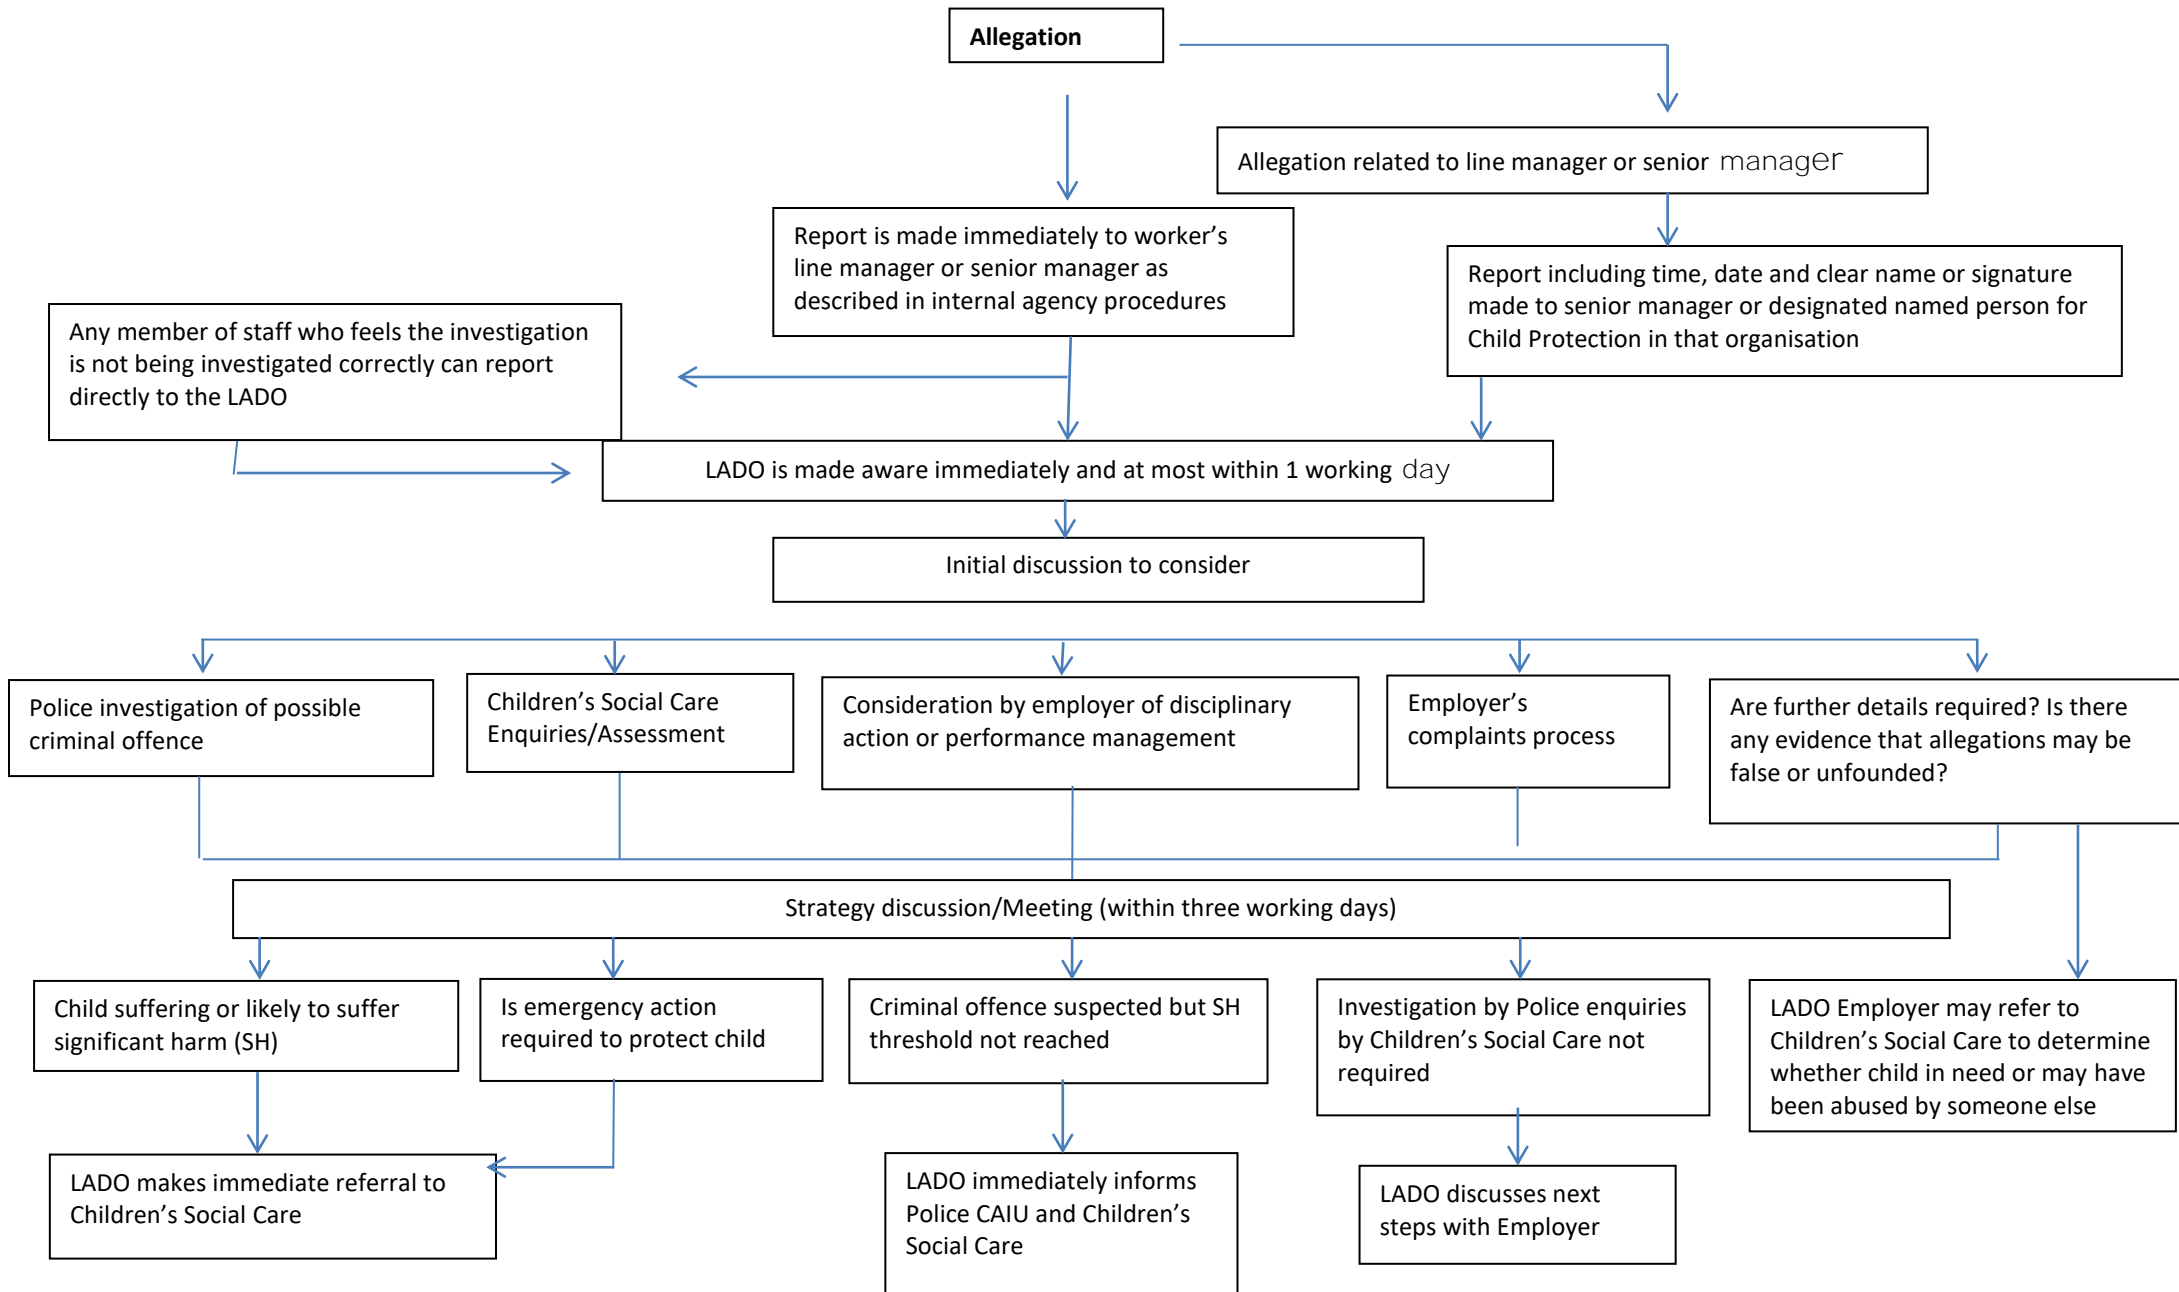 Allegation
Allegation related to line manager or senior manager
Report is made immediately to worker’s
line manager or senior manager as
described in internal agency procedures
Report including time, date and clear name or signature
made to senior manager or designated named person for
Child Protection in that organisation
Any member of staff who feels the investigation
is not being investigated correctly can report
directly to the LADO
LADO is made aware immediately and at most within 1 working day
Initial discussion to consider
Police investigation of possible
criminal offence
Children’s Social Care
Enquiries/Assessment
Consideration by employer of disciplinary
action or performance management
Employer’s
complaints process
Are further details required? Is there
any evidence that allegations may be
false or unfounded?
Strategy discussion/Meeting (within three working days)
Child suffering or likely to suffer
significant harm (SH)
Is emergency action
required to protect child
Criminal offence suspected but SH
threshold not reached
Investigation by Police enquiries
by Children’s Social Care not
required
LADO Employer may refer to
Children’s Social Care to determine
whether child in need or may have
been abused by someone else
LADO makes immediate referral to
Children’s Social Care
LADO immediately informs
Police CAIU and Children’s
Social Care
LADO discusses next
steps with Employer